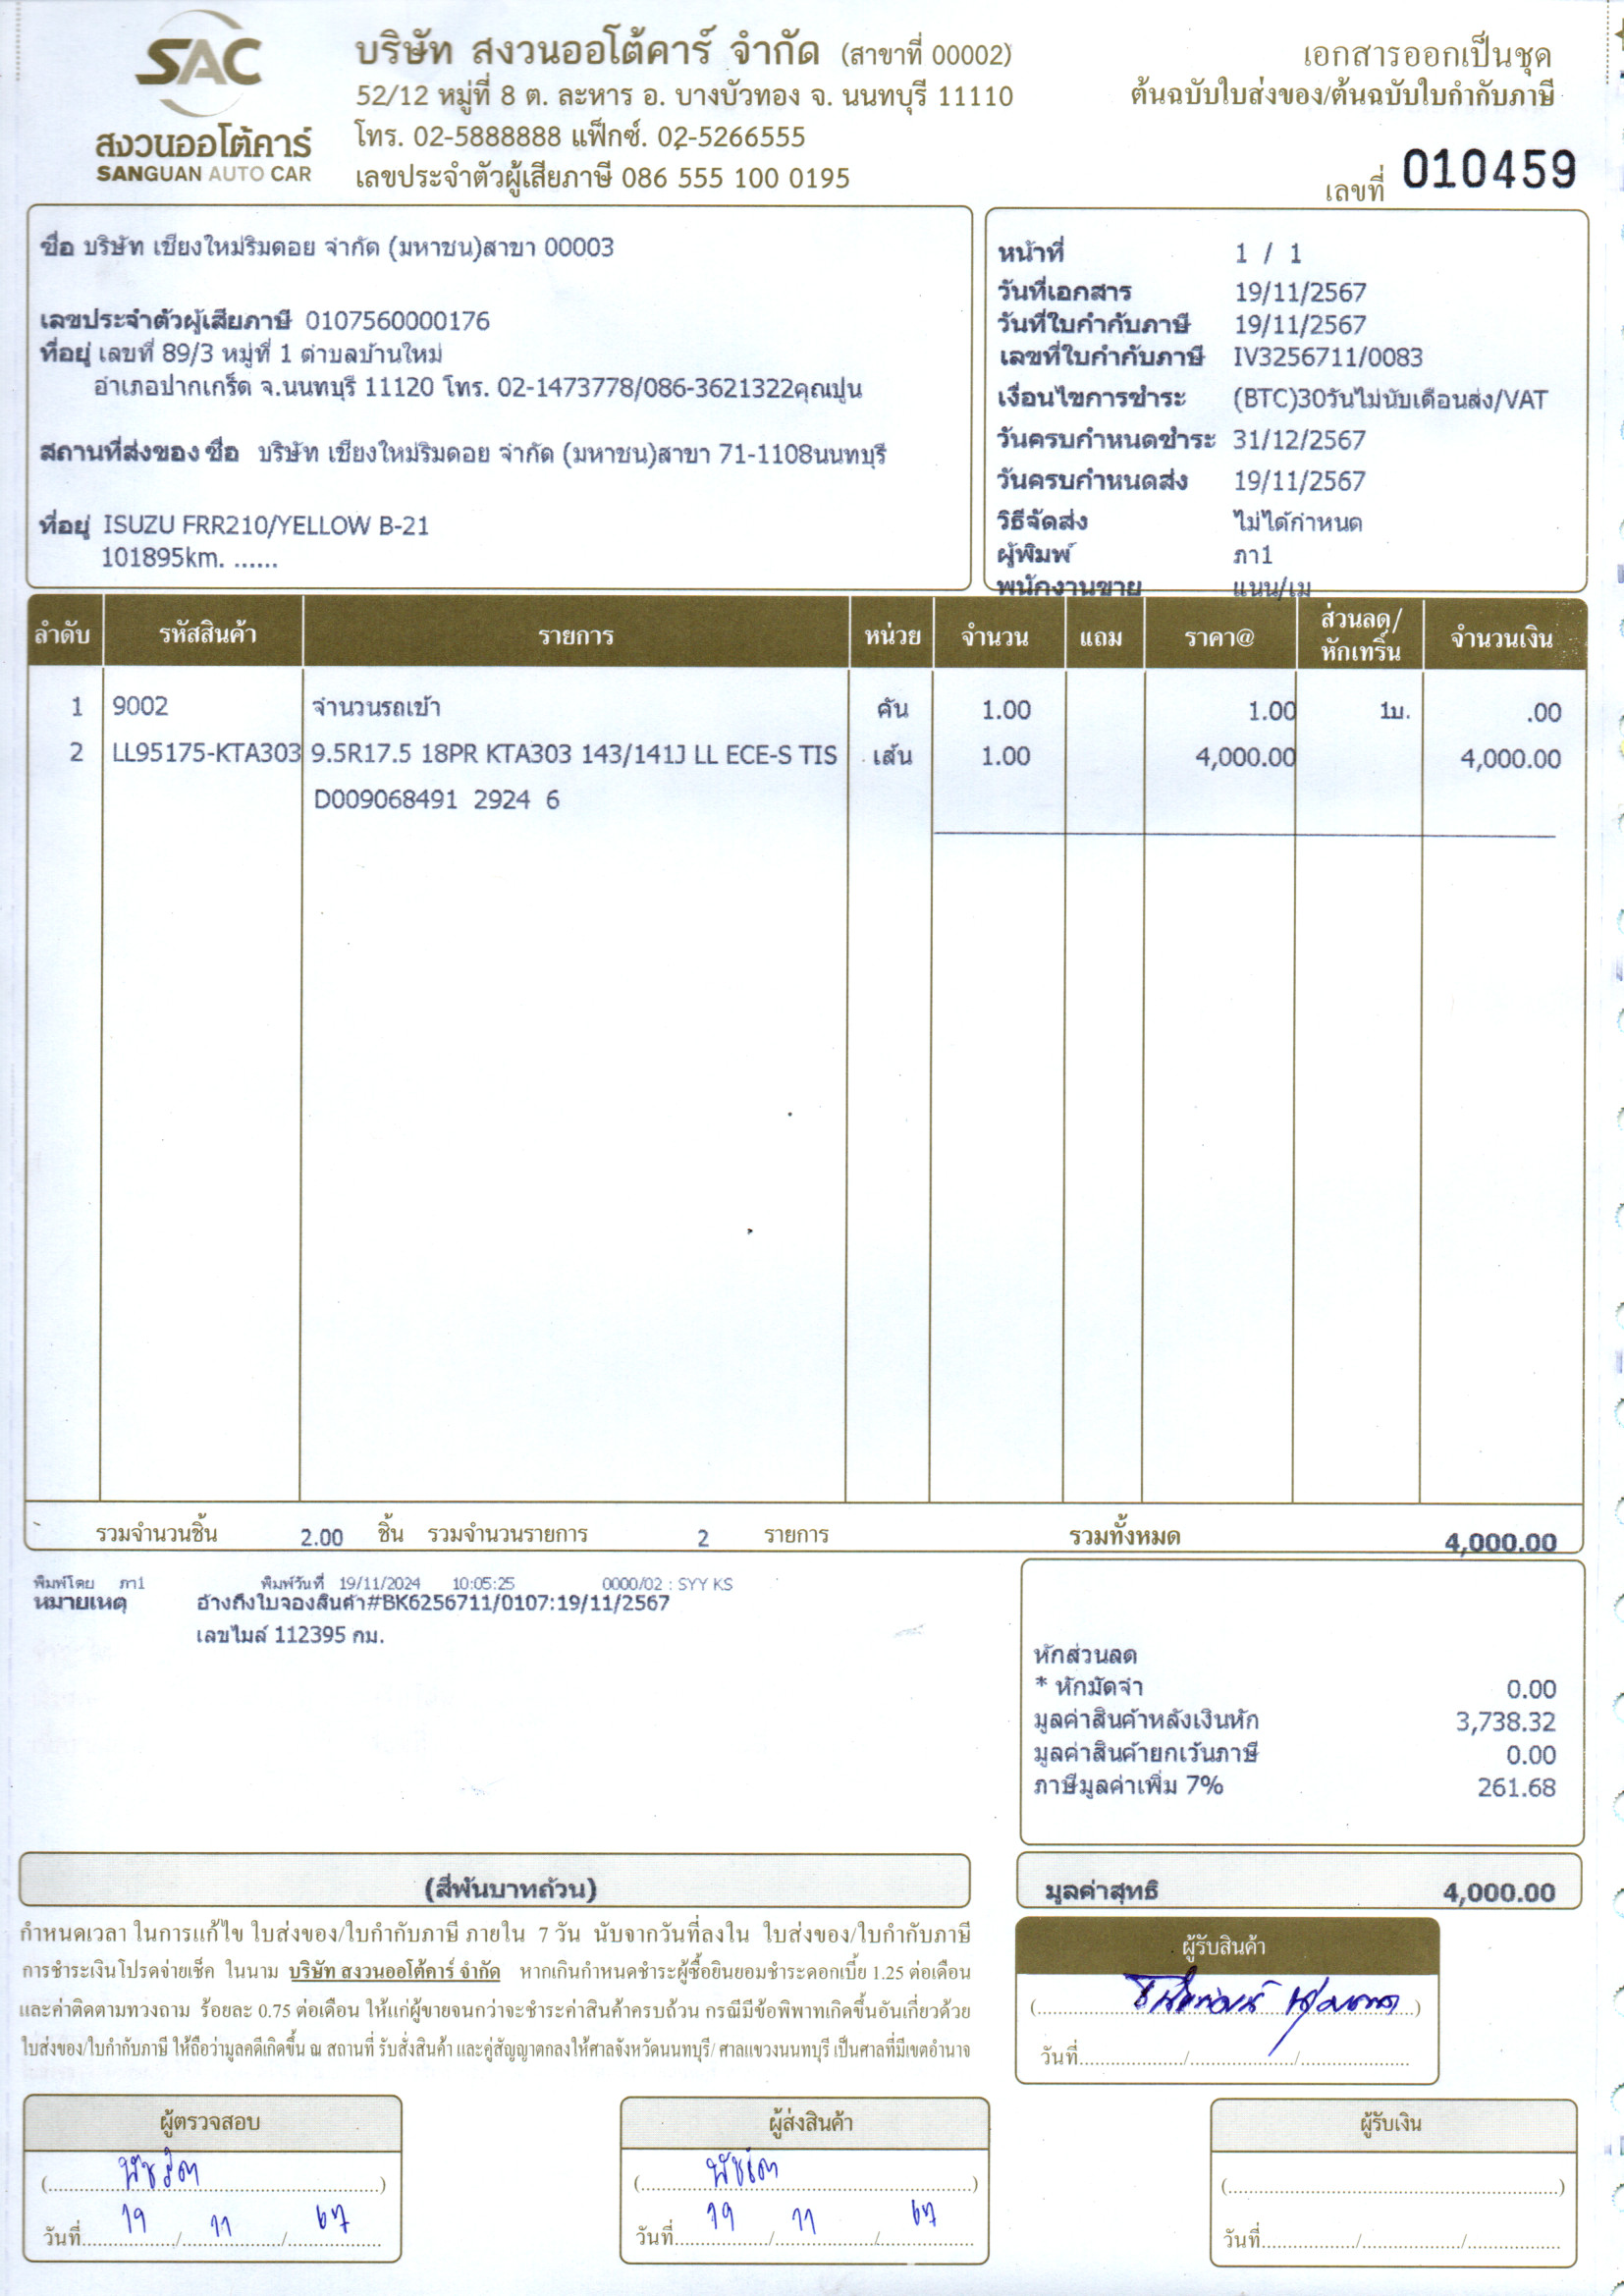 SAC
สงวนออโต้คาร์
SANGUAN AUTO CAR
บริษัท สงวนออโต้คาร์ จำกัด (สาขาที่ 00002)
52/12 หมู่ที่ 8 ต. ละหาร อ. บางบัวทอง จ. นนทบุรี 11110
โทร. 02-5888888 แฟ็กซ์. 02-5266555
เลขประจำตัวผู้เสียภาษี 086 555 100 0195
เอกสารออกเป็นชุด
ต้นฉบับใบส่งของ/ต้นฉบับใบกำกับภาษี
เลขที่ 010459
ชื่อ บริษัท เชียงใหม่ริมดอย จำกัด (มหาชน)สาขา 00003
เลขประจำตัวผู้เสียภาษี 0107560000176
ที่อยู่ เลขที่ 89/3 หมู่ที่ 1 ตำบลบ้านใหม่
อำเภอปากเกร็ด จ.นนทบุรี 11120 โทร. 02-1473778/086-3621322คุณปูน
สถานที่ส่งของ ชื่อ บริษัท เชียงใหม่ริมดอย จำกัด (มหาชน)สาขา 71-1108นนทบุรี
ที่อยู่ ISUZU FRR210/YELLOW B-21
101895km. ......
หน้าที่ 1 / 1
วันที่เอกสาร 19/11/2567
วันที่ใบกำกับภาษี 19/11/2567
เลขที่ใบกำกับภาษี IV3256711/0083
เงื่อนไขการชำระ (BTC)30วันไม่นับเดือนส่ง/VAT
วันครบกำหนดชำระ 31/12/2567
วันครบกำหนดส่ง 19/11/2567
วิธีจัดส่ง ไม่ได้กำหนด
ผู้พิมพ์ ภา1
พนักงานขาย แนน/เม
ลำดับ รหัสสินค้า รายการ หน่วย จำนวน แถม ราคา@ ส่วนลด/หักเทริ์น จำนวนเงิน
1 9002 จำนวนรถเข้า คัน 1.00 1.00 1บ. .00
2 LL95175-KTA303 9.5R17.5 18PR KTA303 143/141J LL ECE-S TIS เส้น 1.00 4,000.00 4,000.00
D009068491 2924 6
รวมจำนวนชิ้น 2.00 ชิ้น รวมจำนวนรายการ 2 รายการ รวมทั้งหมด 4,000.00
พิมพ์โดย ภา1 พิมพ์วันที่ 19/11/2024 10:05:25 0000/02 : SYY KS
หมายเหตุ อ้างถึงใบจองสินค้า#BK6256711/0107:19/11/2567
เลขไมล์ 112395 กม.
หักส่วนลด
* หักมัดจำ 0.00
มูลค่าสินค้าหลังเงินหัก 3,738.32
มูลค่าสินค้ายกเว้นภาษี 0.00
ภาษีมูลค่าเพิ่ม 7% 261.68
(สี่พันบาทถ้วน)
มูลค่าสุทธิ 4,000.00
กำหนดเวลา ในการแก้ไข ใบส่งของ/ใบกำกับภาษี ภายใน 7 วัน นับจากวันที่ลงใน ใบส่งของ/ใบกำกับภาษี
การชำระเงินโปรดจ่ายเช็ค ในนาม บริษัท สงวนออโต้คาร์ จำกัด หากเกินกำหนดชำระผู้ซื้อยินยอมชำระดอกเบี้ย 1.25 ต่อเดือน
และค่าติดตามทวงถาม ร้อยละ 0.75 ต่อเดือน ให้แก่ผู้ขายจนกว่าจะชำระค่าสินค้าครบถ้วน กรณีมีข้อพิพาทเกิดขึ้นอันเกี่ยวด้วย
ใบส่งของ/ใบกำกับภาษี ให้ถือว่ามูลคดีเกิดขึ้น ณ สถานที่ รับสั่งสินค้า และคู่สัญญาตกลงให้ศาลจังหวัดนนทบุรี/ ศาลแขวงนนทบุรี เป็นศาลที่มีเขตอำนาจ
ผู้รับสินค้า
วันที่
ผู้ตรวจสอบ
พัชริดา
วันที่ 19 / 11 / 67
ผู้ส่งสินค้า
วันที่ 19 / 11 / 67
ผู้รับเงิน
วันที่